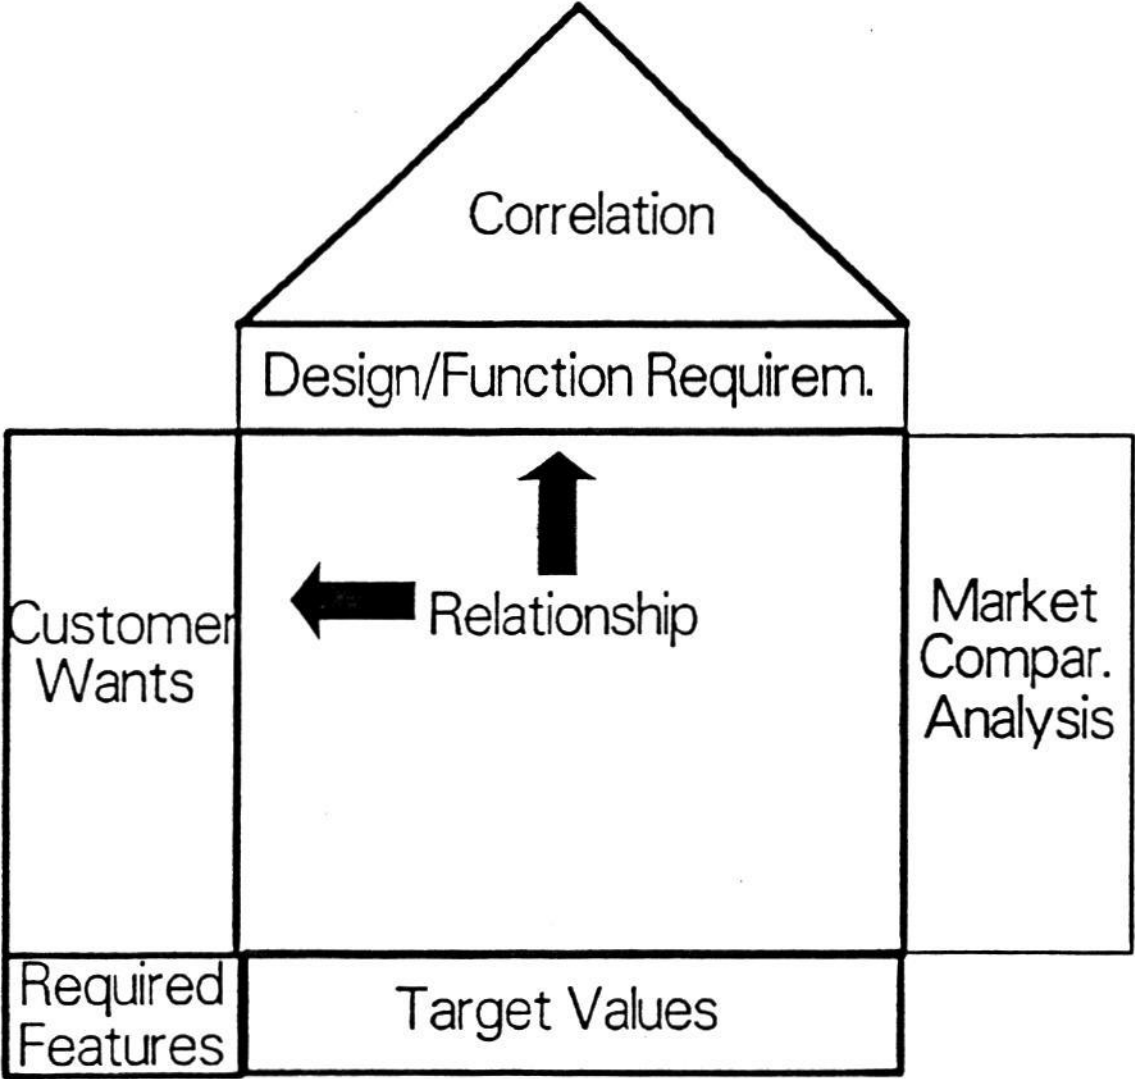 Correlation
Design/Function Requirem.
Customer
Wants
Relationship
Market
Compar.
Analysis
Required
Features
Target Values